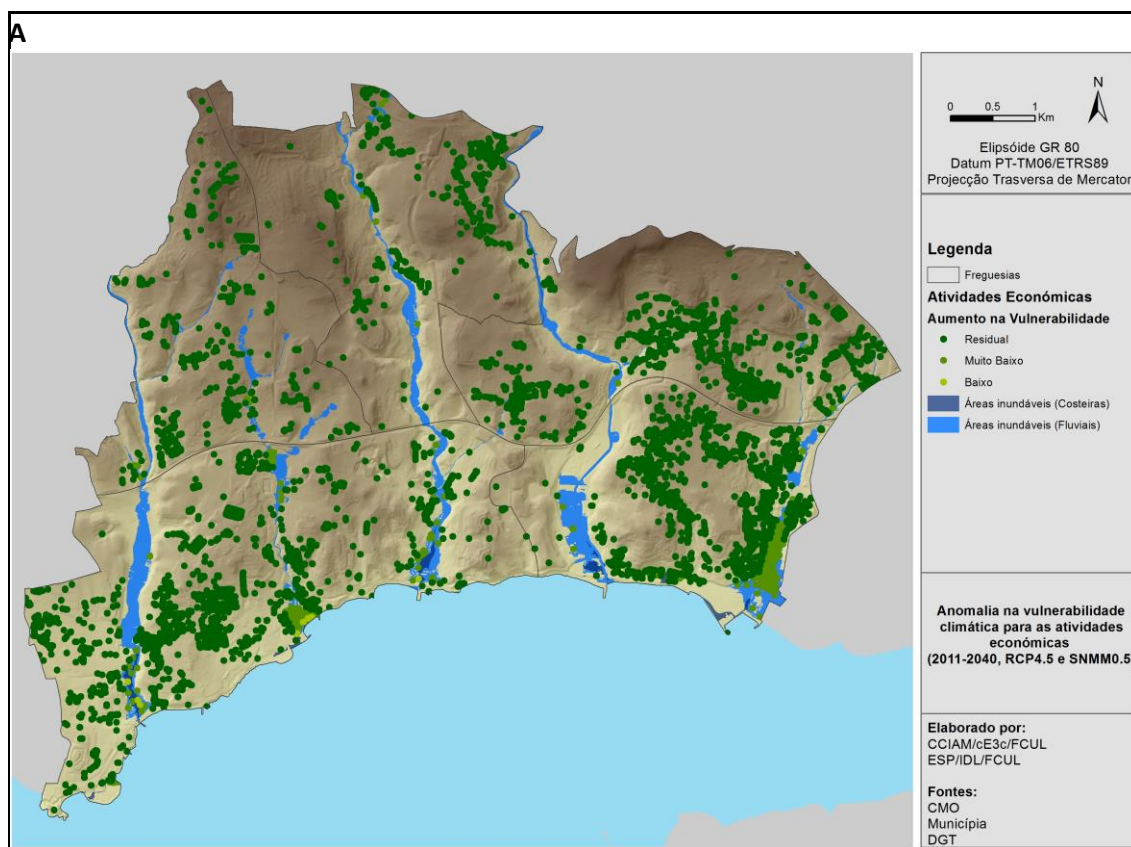 A
N
0 0.5 1
Km
Elipsóide GR 80
Datum PT-TM06/ETRS89
Projecção Trasversa de Mercator
Legenda
Freguesias
Atividades Económicas
Aumento na Vulnerabilidade
Residual
Muito Baixo
Baixo
Áreas inundáveis (Costeiras)
Áreas inundáveis (Fluviais)
Anomalia na vulnerabilidade
climática para as atividades
económicas
(2011-2040, RCP4.5 e SNMM0.5
Elaborado por:
CCIAM/cE3c/FCUL
ESP/IDL/FCUL
Fontes:
CMO
Municípia
DGT